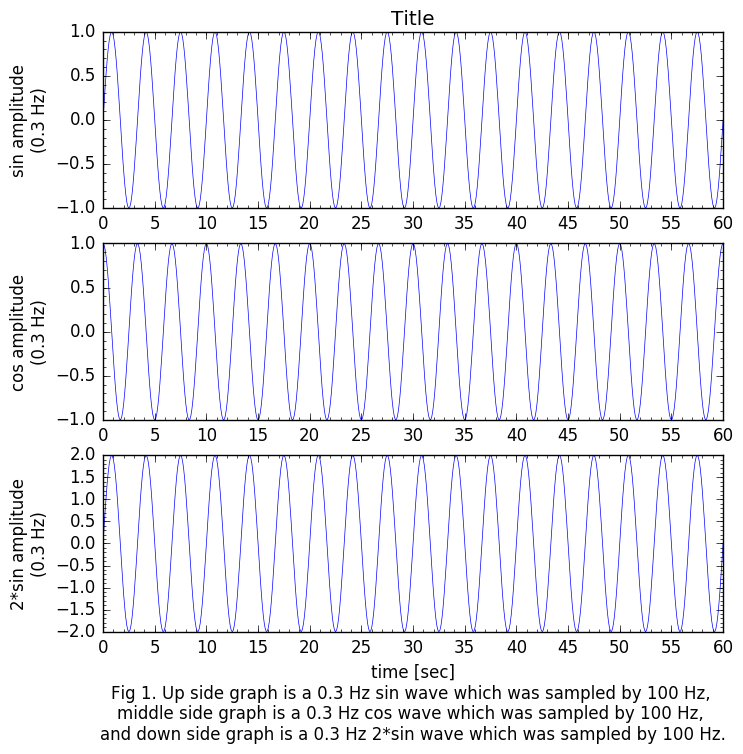 Title
sin amplitude
(0.3 Hz)
1.0
0.5
0.0
−0.5
−1.0
0 5 10 15 20 25 30 35 40 45 50 55 60
cos amplitude
(0.3 Hz)
1.0
0.5
0.0
−0.5
−1.0
0 5 10 15 20 25 30 35 40 45 50 55 60
2*sin amplitude
(0.3 Hz)
2.0
1.5
1.0
0.5
0.0
−0.5
−1.0
−1.5
−2.0
0 5 10 15 20 25 30 35 40 45 50 55 60
time [sec]
Fig 1. Up side graph is a 0.3 Hz sin wave which was sampled by 100 Hz,
middle side graph is a 0.3 Hz cos wave which was sampled by 100 Hz,
and down side graph is a 0.3 Hz 2*sin wave which was sampled by 100 Hz.